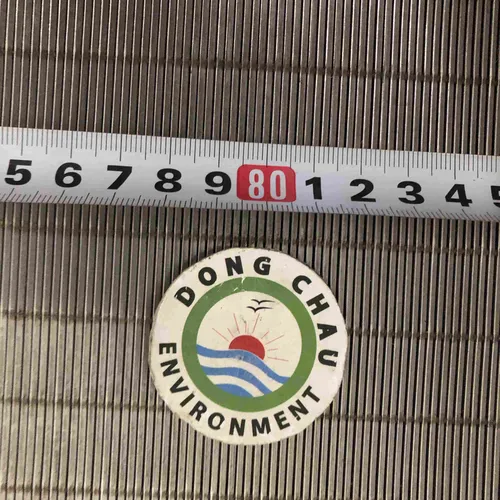 5 6 7 8 9 80 1 2 3 4 5
DONG CHAU
ENVIRONMENT